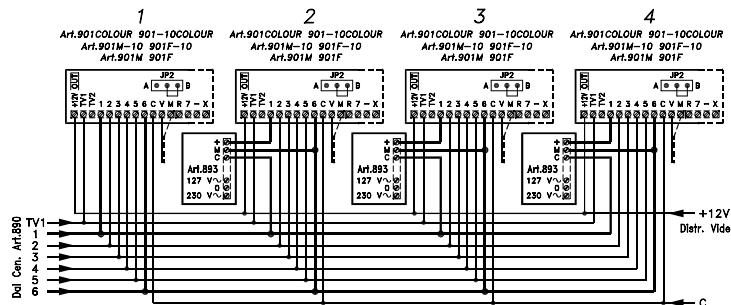 1 2 3 4
Art.901COLOUR 901-10COLOUR Art.901COLOUR 901-10COLOUR Art.901COLOUR 901-10COLOUR Art.901COLOUR 901-10COLOUR
Art.901M-10 901F-10 Art.901M-10 901F-10 Art.901M-10 901F-10 Art.901M-10 901F-10
Art.901M 901F Art.901M 901F Art.901M 901F Art.901M 901F
OUT JP2 OUT JP2 OUT JP2 OUT JP2
A B A B A B A B
+12V TV1 TV2 1 2 3 4 5 6 C V M R 7 - X +12V TV1 TV2 1 2 3 4 5 6 C V M R 7 - X +12V TV1 TV2 1 2 3 4 5 6 C V M R 7 - X +12V TV1 TV2 1 2 3 4 5 6 C V M R 7 - X
+ + +
M M M
C C C
Art.893 Art.893 Art.893
127 V~ 127 V~ 127 V~
0 0 0
230 V~ 230 V~ 230 V~
+12V
Distr. Vide
Dal Cen. Art.890
TV1
1
2
3
4
5
6
C